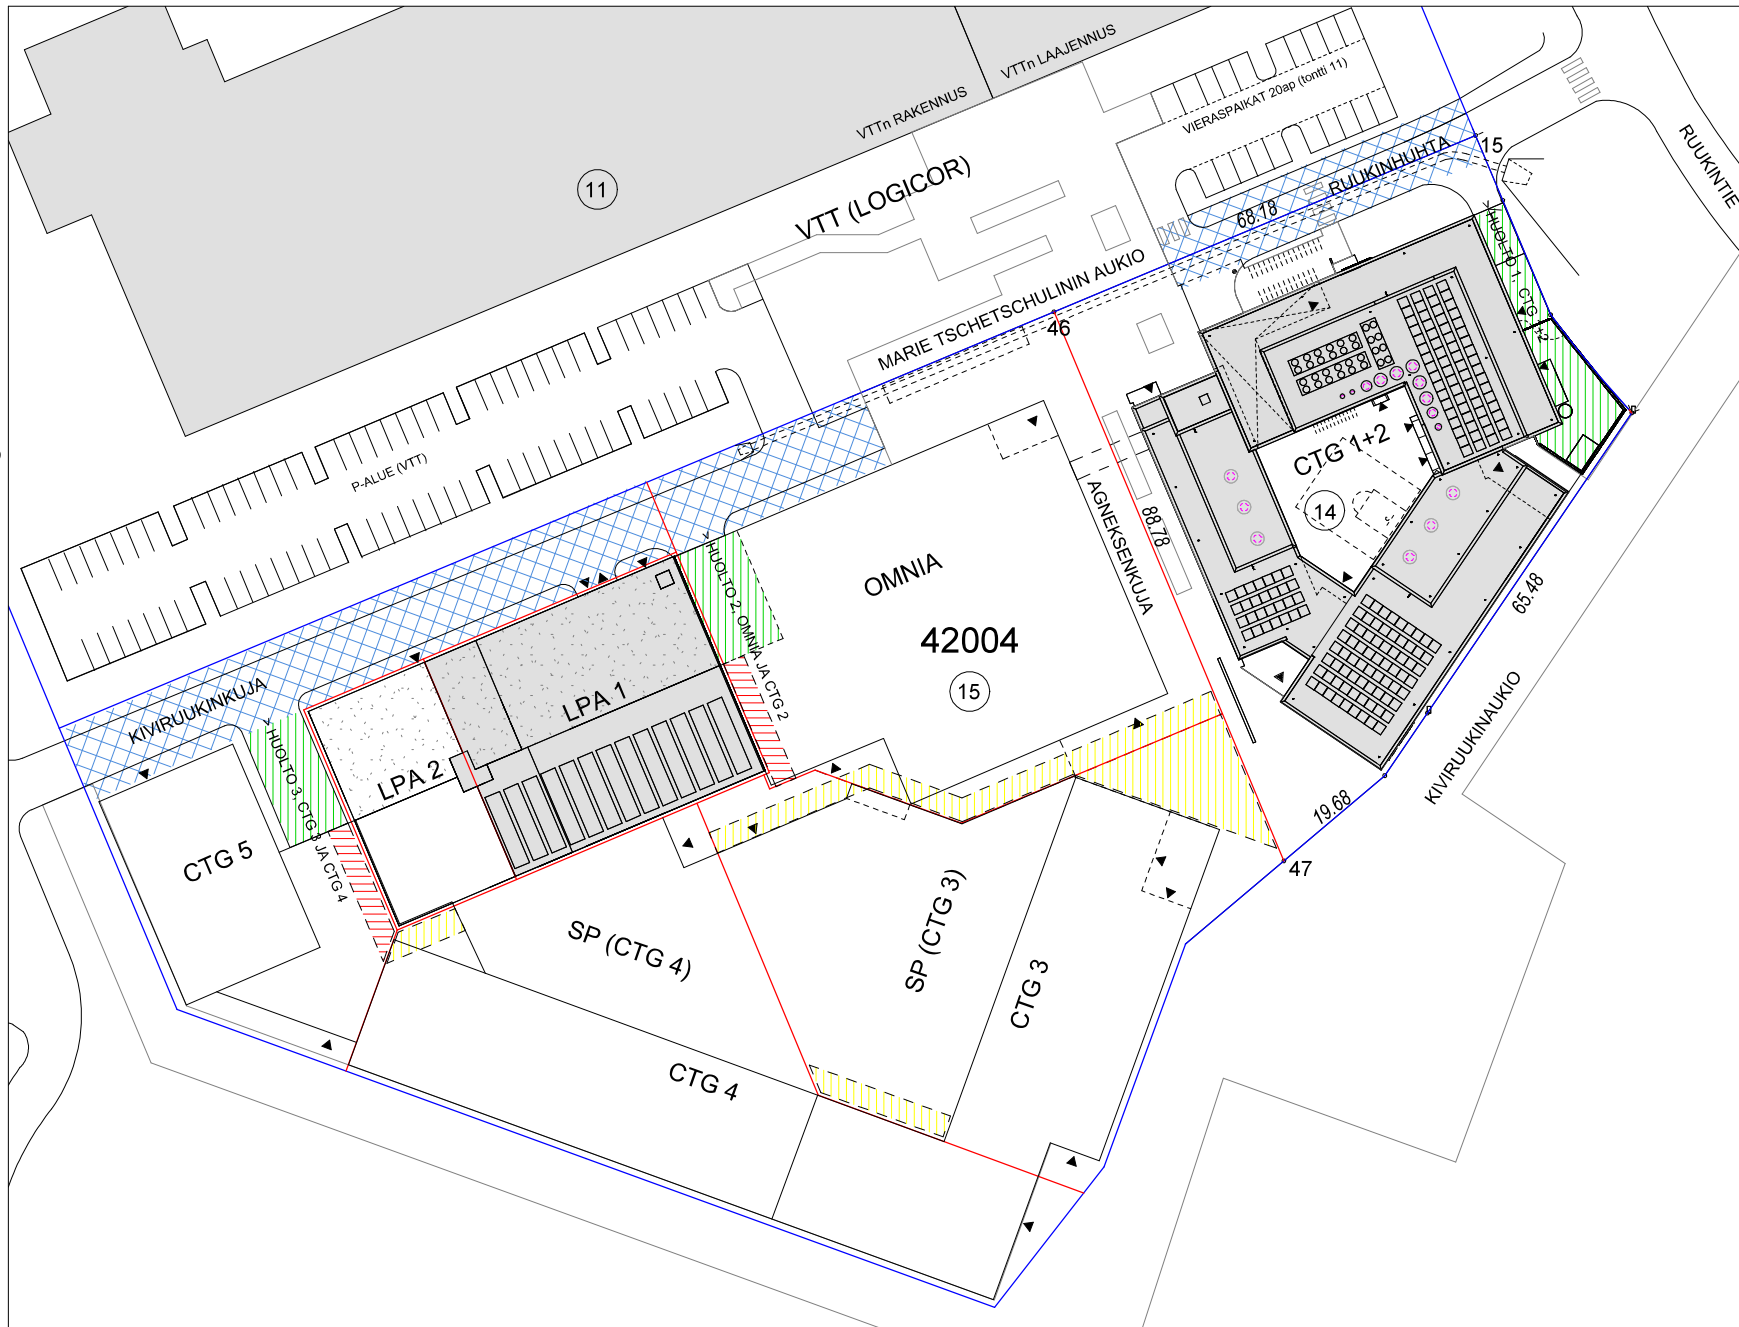 VTTn LAAJENNUS
VTTn RAKENNUS
VIERASPAIKAT 20ap (tontti 11)
RUUKINTIE
15
RUUKINHUHTA
11
VTT (LOGICOR)
68.18
HUOLTO 1, CTG 1+2
MARIE TSCHETSCHULININ AUKIO
46
P-ALUE (VTT)
CTG 1+2
14
AGNEKSENKUJA
88.78
OMNIA
HUOLTO 2, OMNIA JA CTG 2
65.48
42004
15
KIVIRUUKINKUJA
LPA 1
LPA 2
KIVIRUUKINAUKIO
HUOLTO 3, CTG 3 JA CTG 4
19.68
CTG 5
47
SP (CTG 4)
SP (CTG 3)
CTG 3
CTG 4